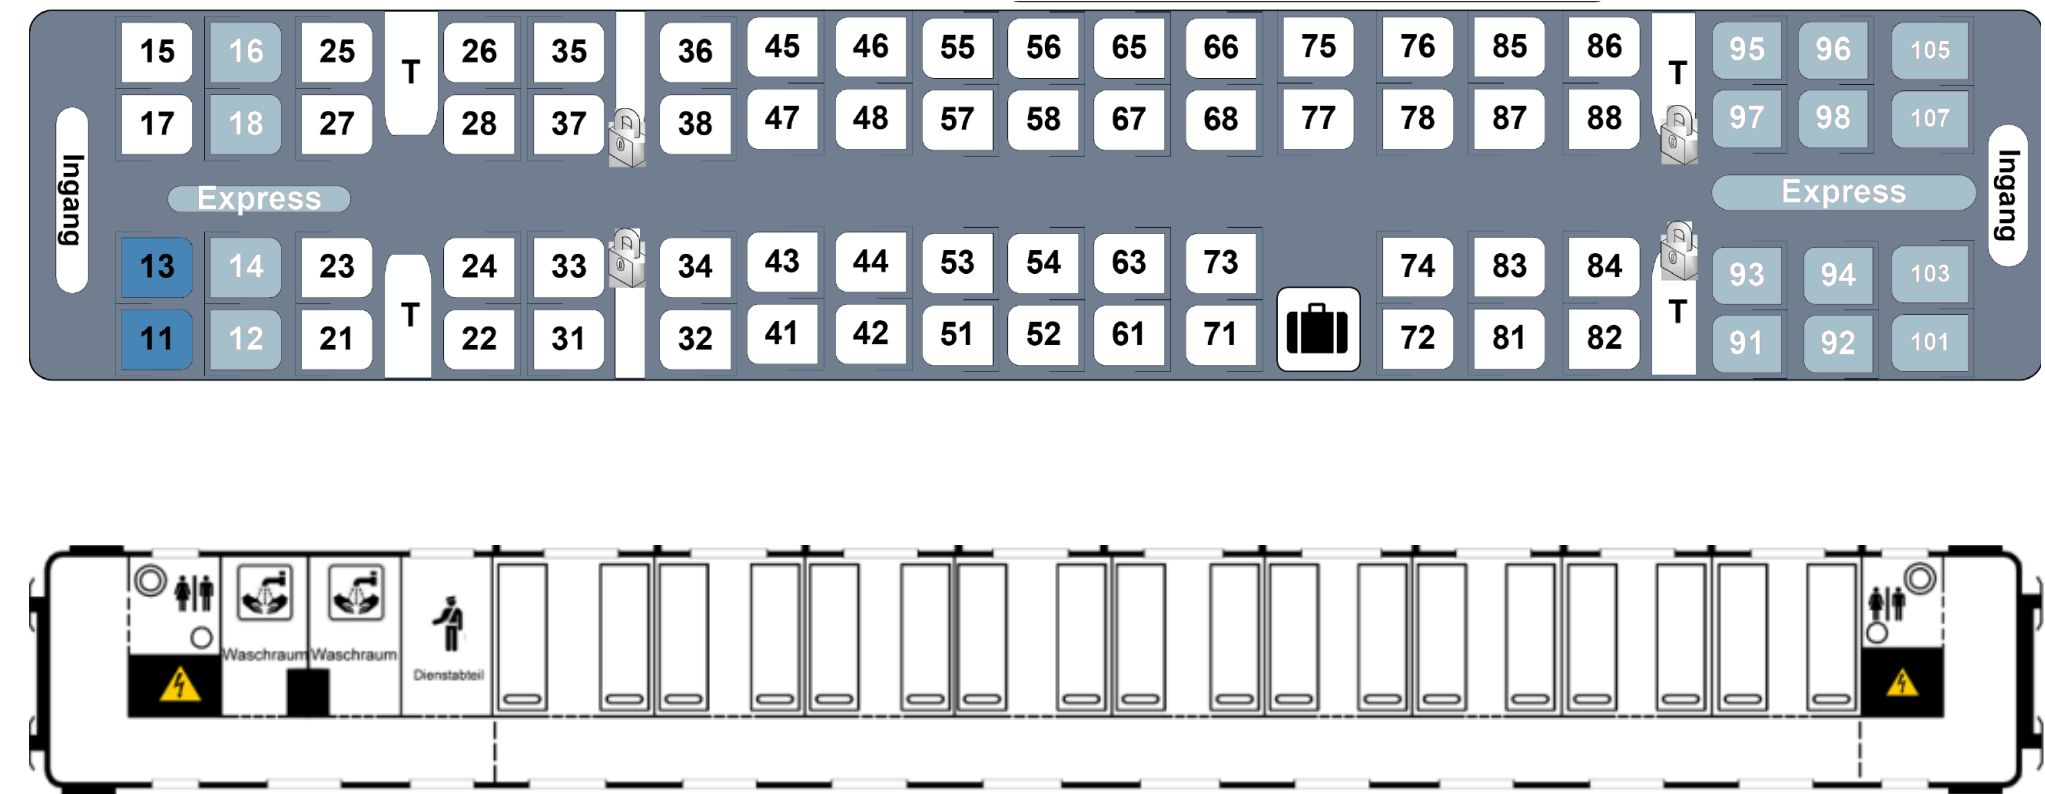 15 16 25 T 26 35 36 45 46 55 56 65 66 75 76 85 86 T 95 96 105
17 18 27 28 37 38 47 48 57 58 67 68 77 78 87 88 97 98 107
Ingang Express Express Ingang
13 14 23 24 33 34 43 44 53 54 63 73 74 83 84 93 94 103
11 12 21 T 22 31 32 41 42 51 52 61 71 72 81 82 T 91 92 101
Waschraum Waschraum
Dienstabteil